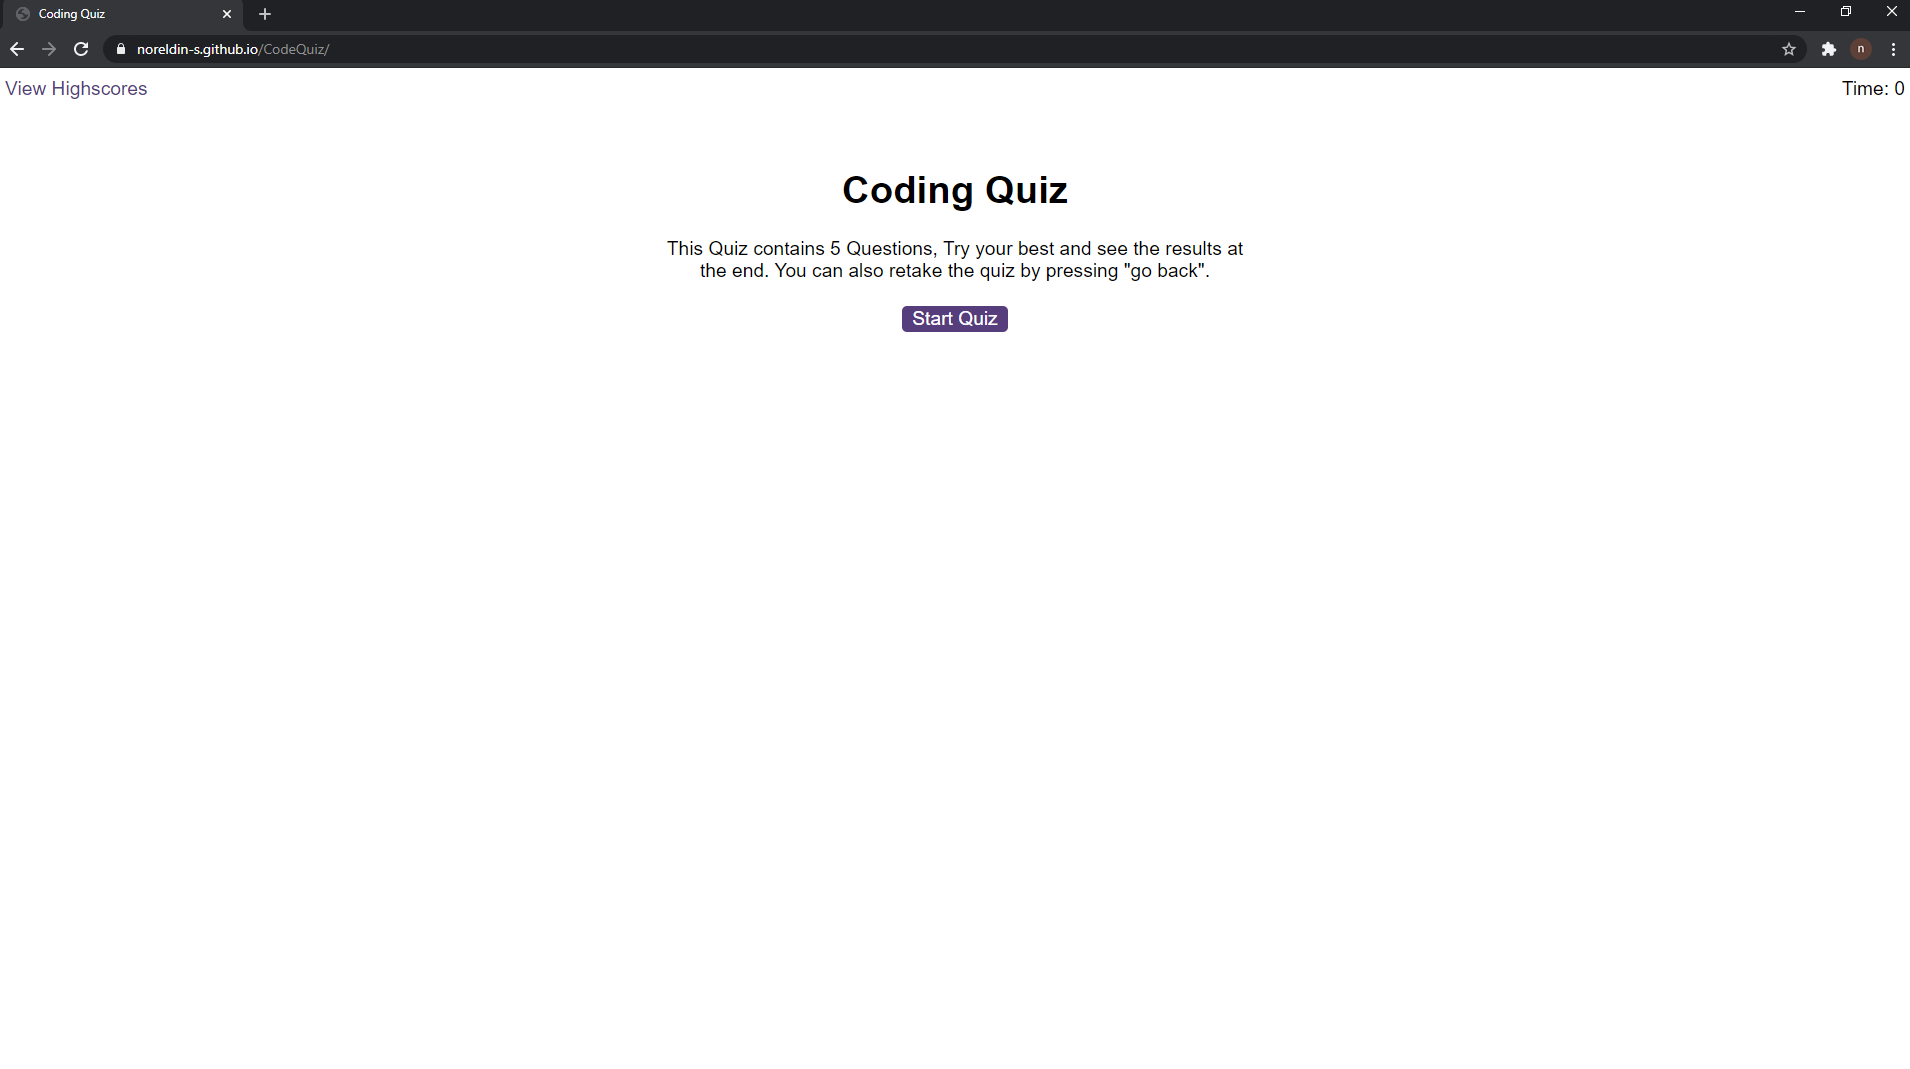 Coding Quiz
noreldin-s.github.io/CodeQuiz/
n
View Highscores
Time: 0
Coding Quiz
This Quiz contains 5 Questions, Try your best and see the results at
the end. You can also retake the quiz by pressing "go back".
Start Quiz